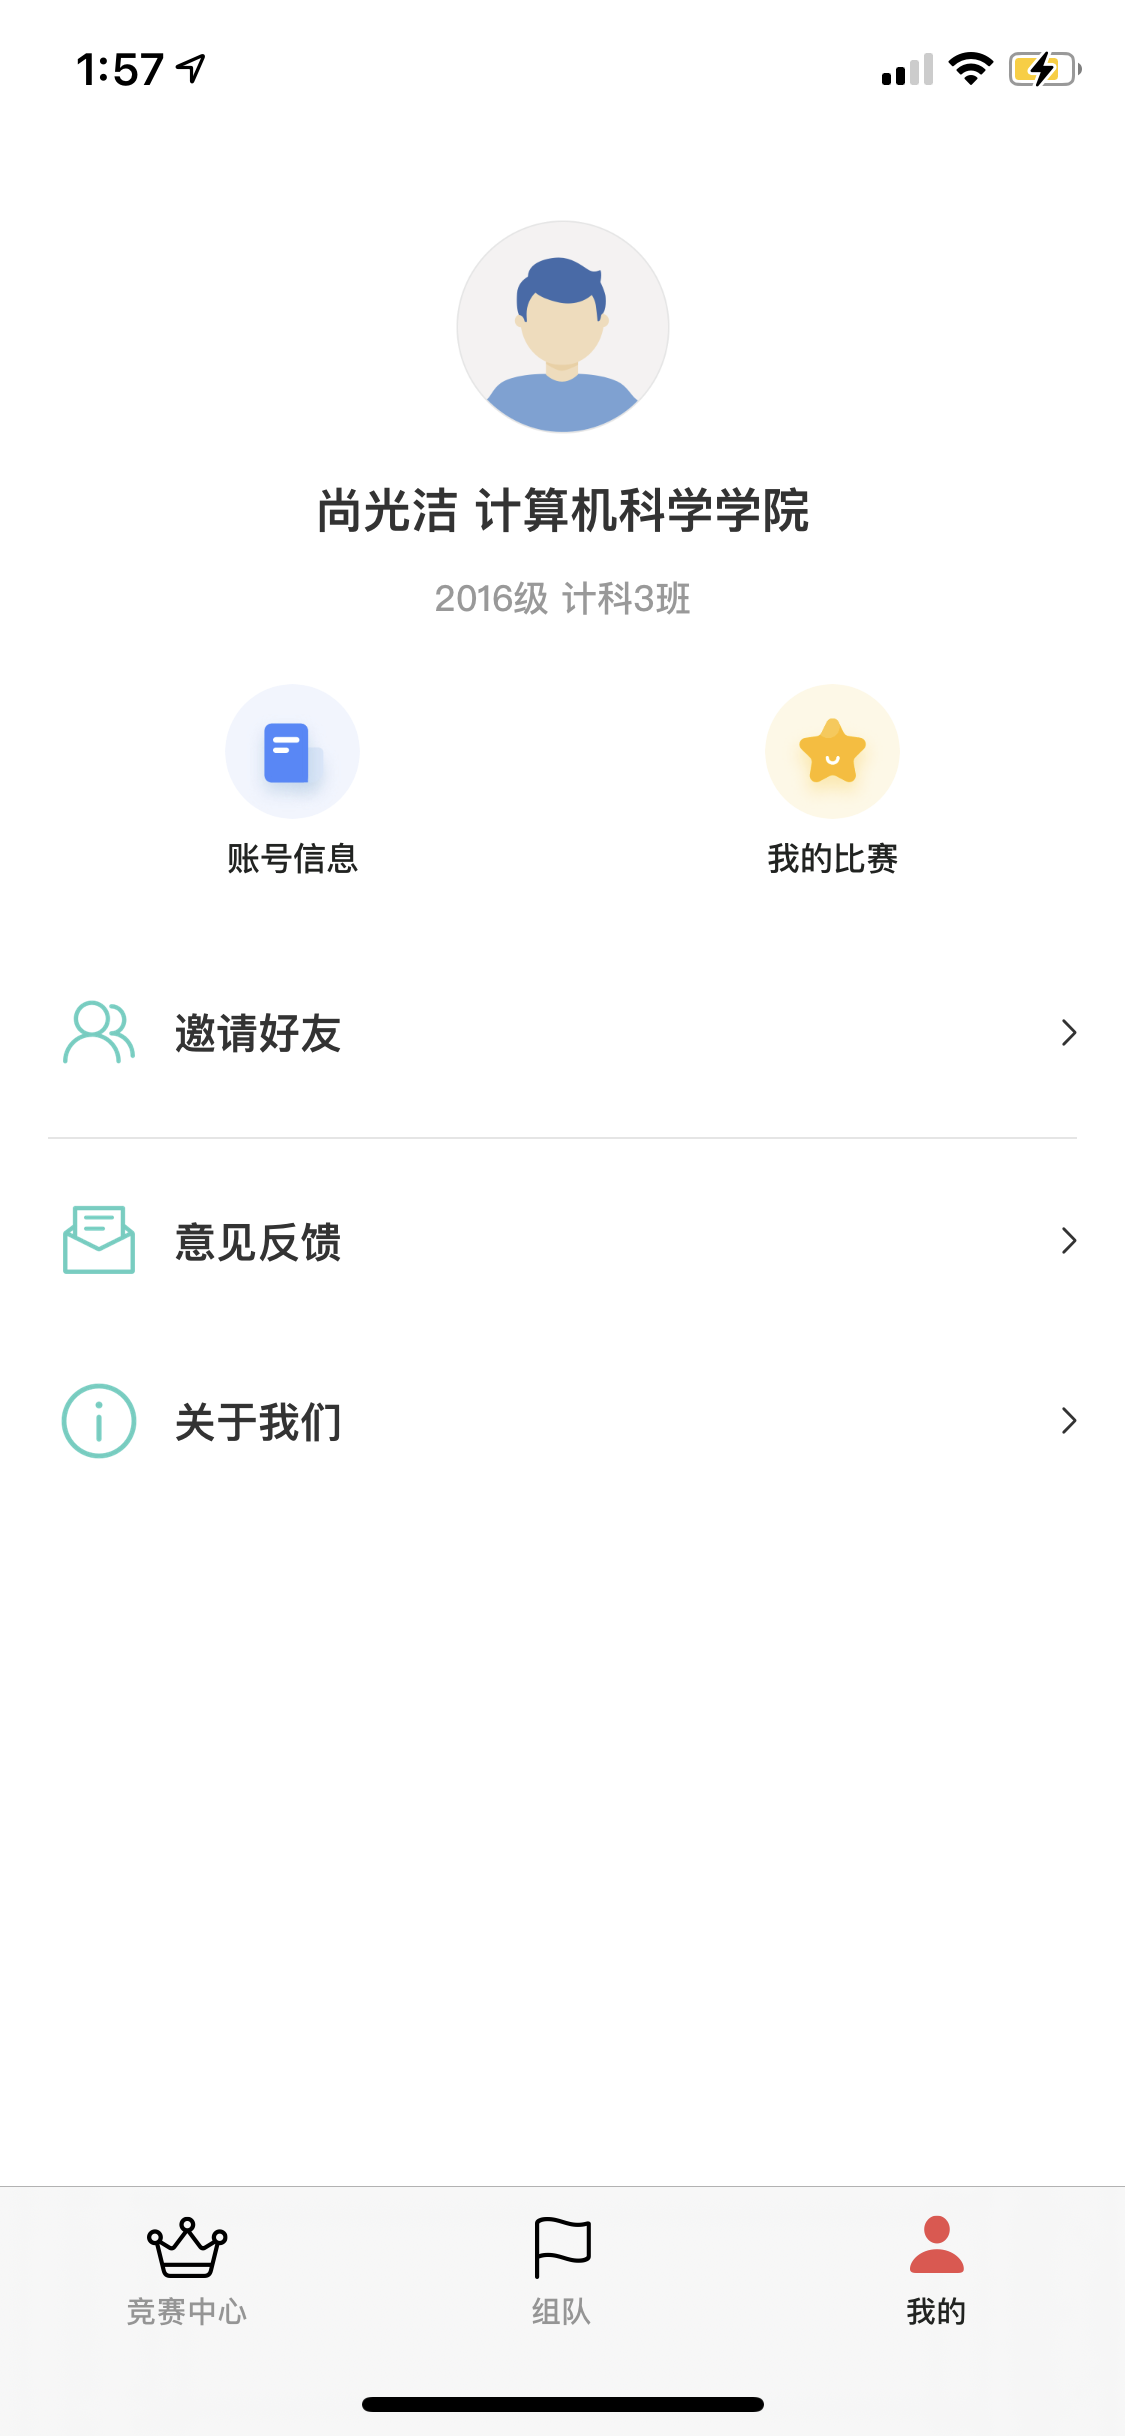 1:57
尚光洁 计算机科学学院
2016级 计科3班
账号信息
我的比赛
邀请好友
意见反馈
关于我们
竞赛中心
组队
我的